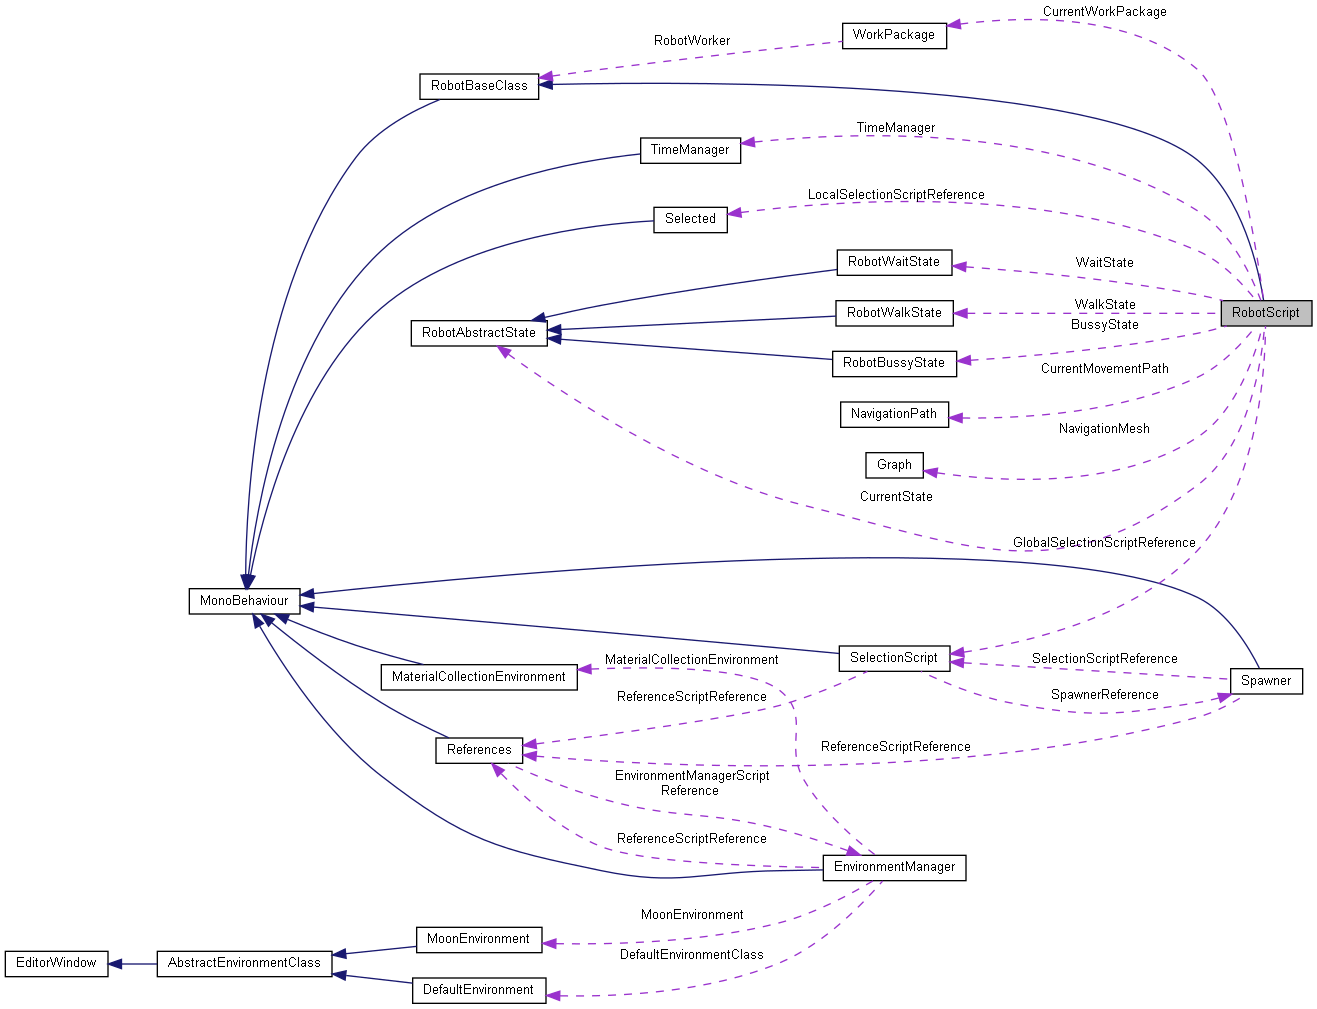 CurrentWorkPackage
WorkPackage
RobotWorker
RobotBaseClass
TimeManager
TimeManager
LocalSelectionScriptReference
Selected
RobotWaitState
WaitState
RobotWalkState
WalkState
RobotScript
BussyState
RobotAbstractState
RobotBussyState
CurrentMovementPath
NavigationPath
NavigationMesh
Graph
CurrentState
GlobalSelectionScriptReference
MonoBehaviour
SelectionScript
MaterialCollectionEnvironment
SelectionScriptReference
MaterialCollectionEnvironment
Spawner
ReferenceScriptReference
SpawnerReference
References
ReferenceScriptReference
EnvironmentManagerScript
Reference
ReferenceScriptReference
EnvironmentManager
MoonEnvironment
MoonEnvironment
DefaultEnvironmentClass
EditorWindow
AbstractEnvironmentClass
DefaultEnvironment